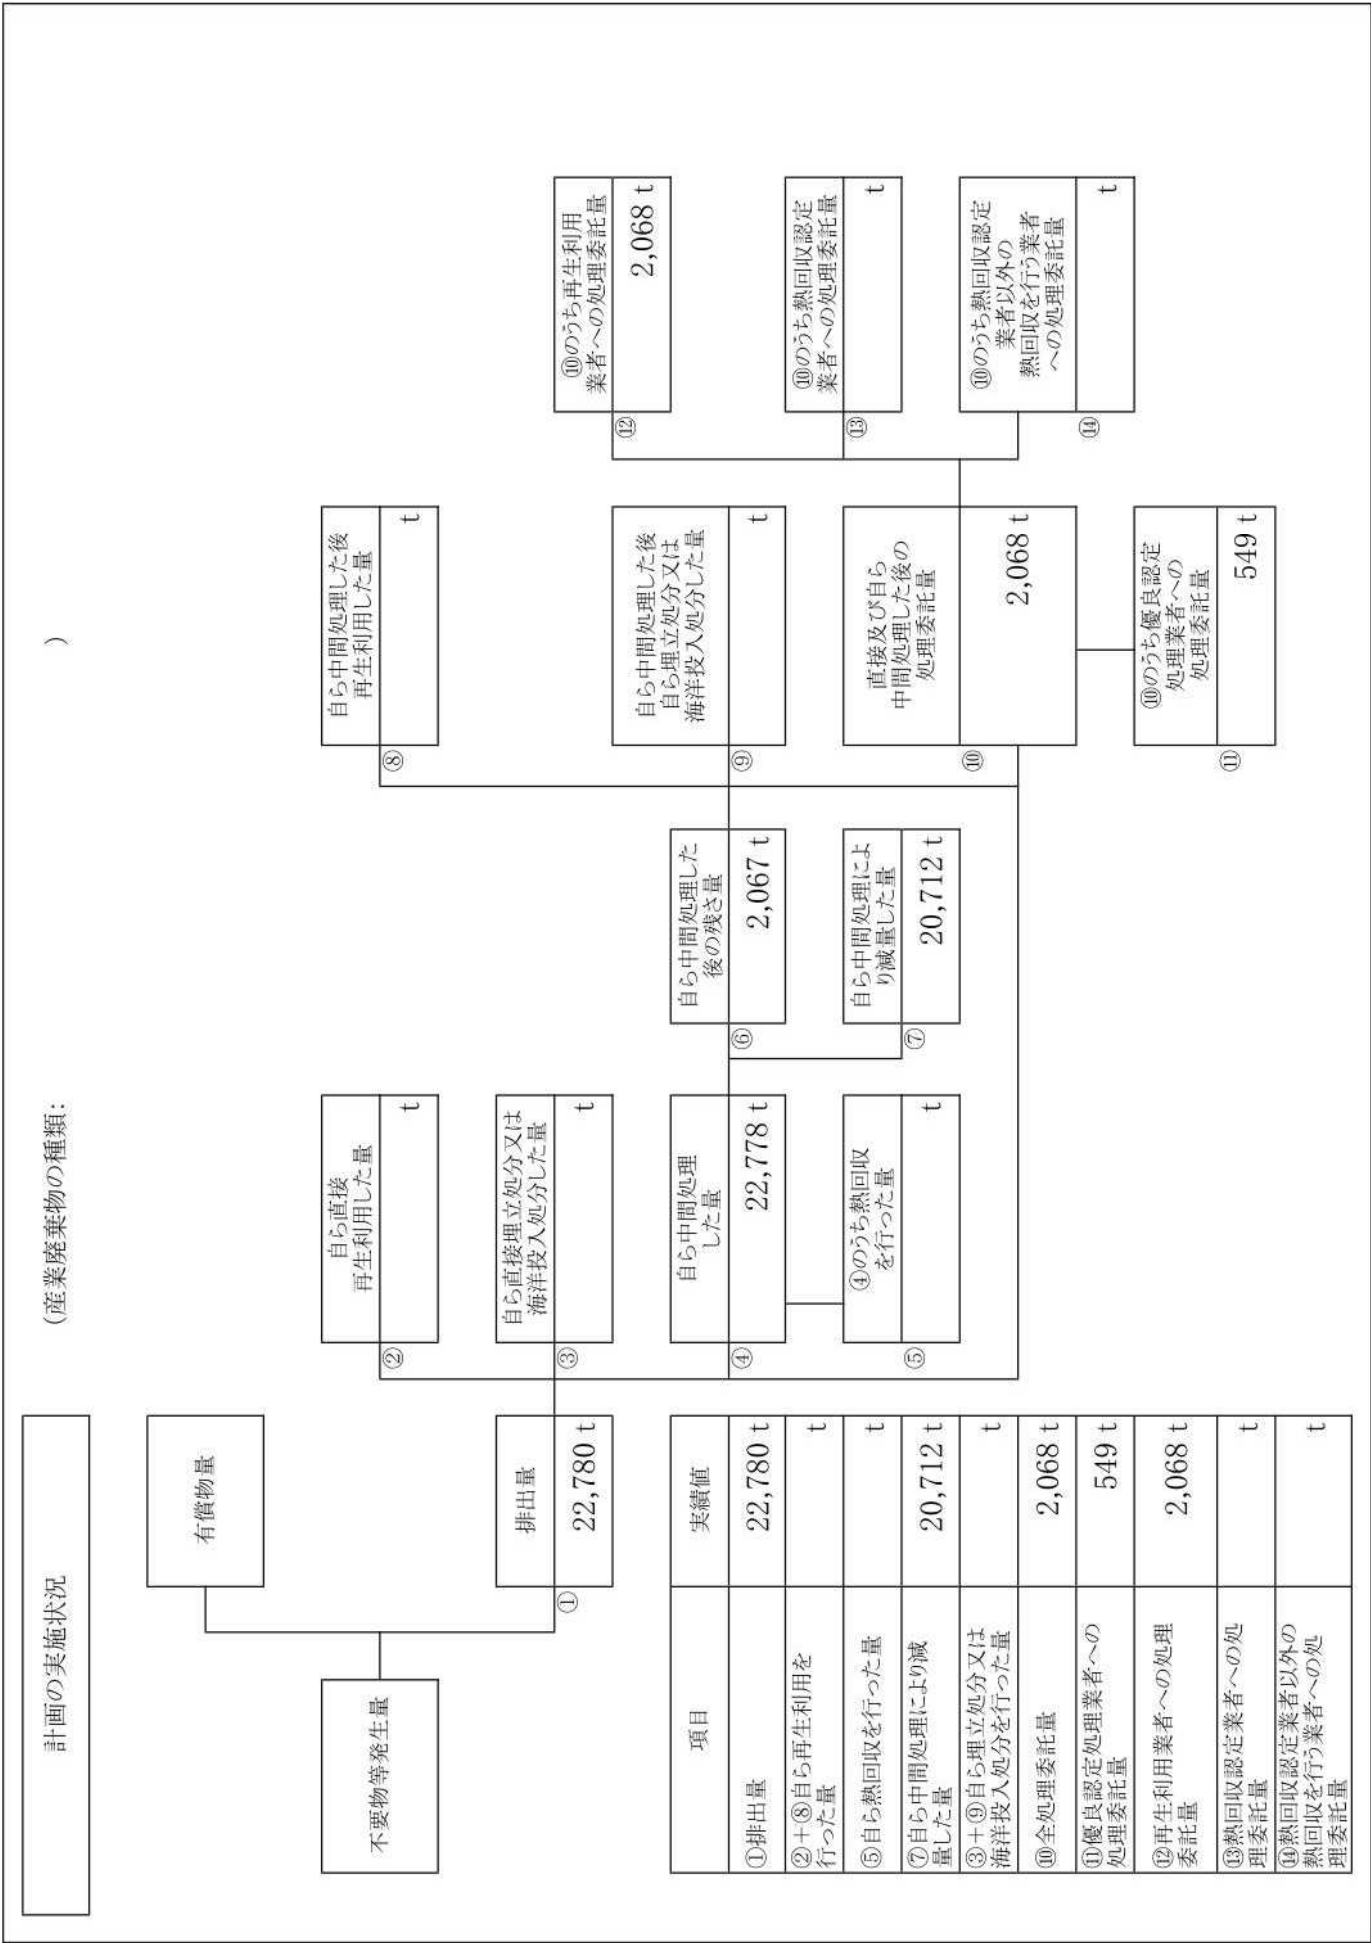 計画の実施状況
(産業廃棄物の種類:　　　　　　　　　　)
不要物等発生量
有償物量
①
排出量
22,780 t
②
自ら直接
再生利用した量
t
③
自ら直接埋立処分又は
海洋投入処分した量
t
④
自ら中間処理
した量
22,778 t
⑤
④のうち熱回収
を行った量
t
⑥
自ら中間処理した
後の残さ量
2,067 t
⑦
自ら中間処理によ
り減量した量
20,712 t
⑧
自ら中間処理した後
再生利用した量
t
⑨
自ら中間処理した後
自ら埋立処分又は
海洋投入処分した量
t
⑩
直接及び自ら
中間処理した後の
処理委託量
2,068 t
⑪
⑩のうち優良認定
処理業者への
処理委託量
549 t
⑫
⑩のうち再生利用
業者への処理委託量
2,068 t
⑬
⑩のうち熱回収認定
業者への処理委託量
t
⑭
⑩のうち熱回収認定
業者以外の
熱回収を行う業者
への処理委託量
t
項目 実績値
①排出量 22,780 t
②+⑧自ら再生利用を
行った量 t
⑤自ら熱回収を行った量 t
⑦自ら中間処理により減
量した量 20,712 t
③+⑨自ら埋立処分又は
海洋投入処分を行った量 t
⑩全処理委託量 2,068 t
⑪優良認定処理業者への
処理委託量 549 t
⑫再生利用業者への処理
委託量 2,068 t
⑬熱回収認定業者への処
理委託量 t
⑭熱回収認定業者以外の
熱回収を行う業者への処
理委託量 t